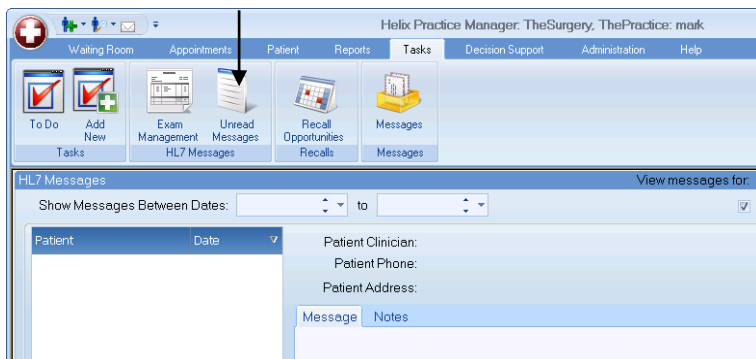 Helix Practice Manager: TheSurgery, ThePractice: mark
Waiting Room Appointments Patient Reports Tasks Decision Support Administration Help
To Do Add New Exam Management Unread Messages Recall Opportunities Messages
Tasks HL7 Messages Recalls Messages
HL7 Messages View messages for:
Show Messages Between Dates: to
Patient Date
Patient Clinician:
Patient Phone:
Patient Address:
Message Notes